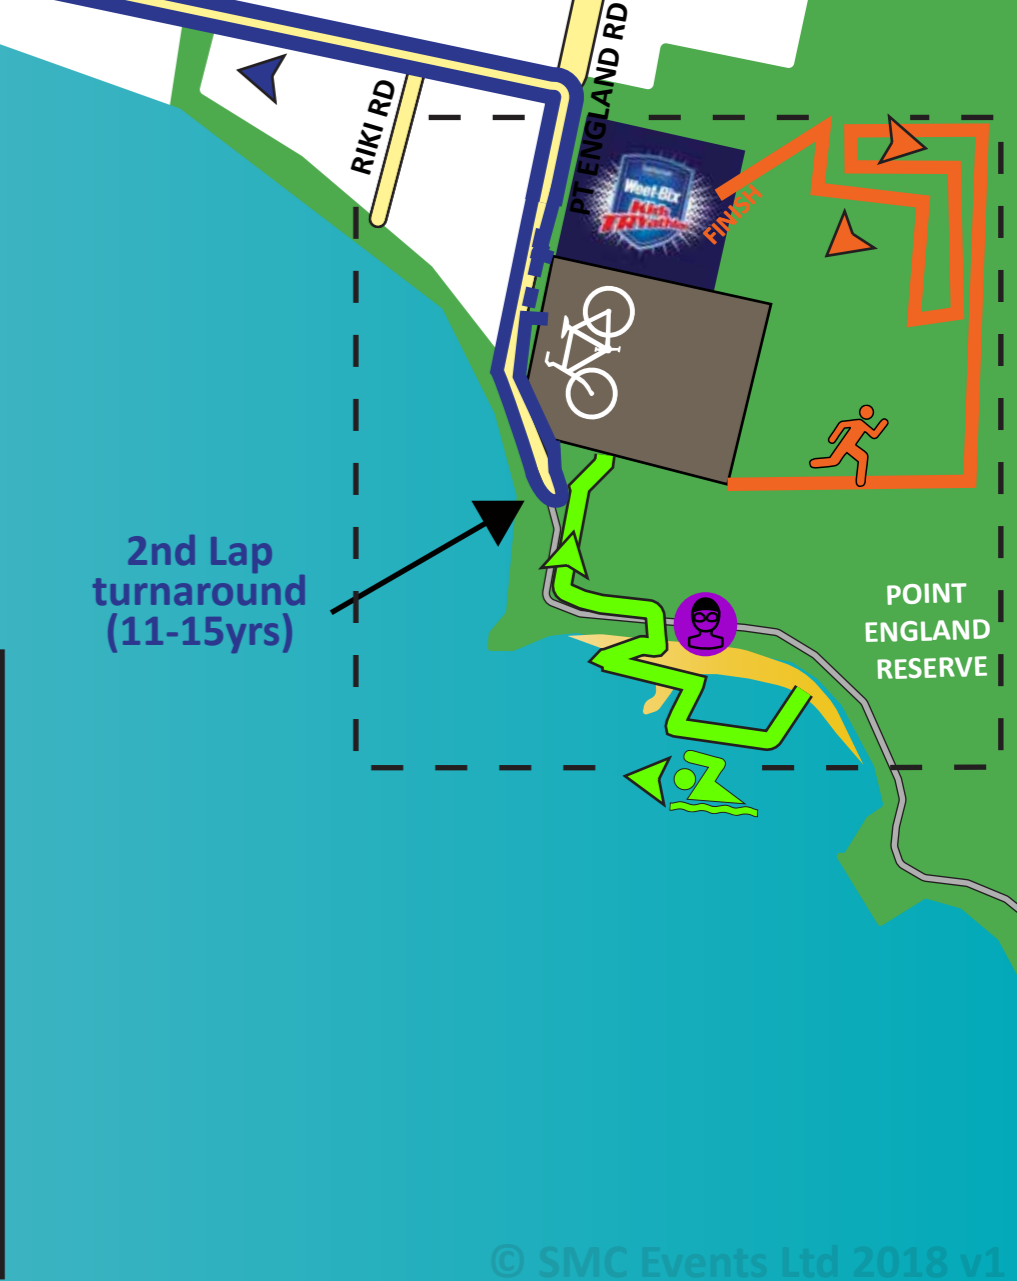 PT ENGLAND RD
RIKI RD
Weet-Bix
Kids
TRYathlon
FINISH
2nd Lap
turnaround
(11-15yrs)
POINT
ENGLAND
RESERVE
© SMC Events Ltd 2018 v1